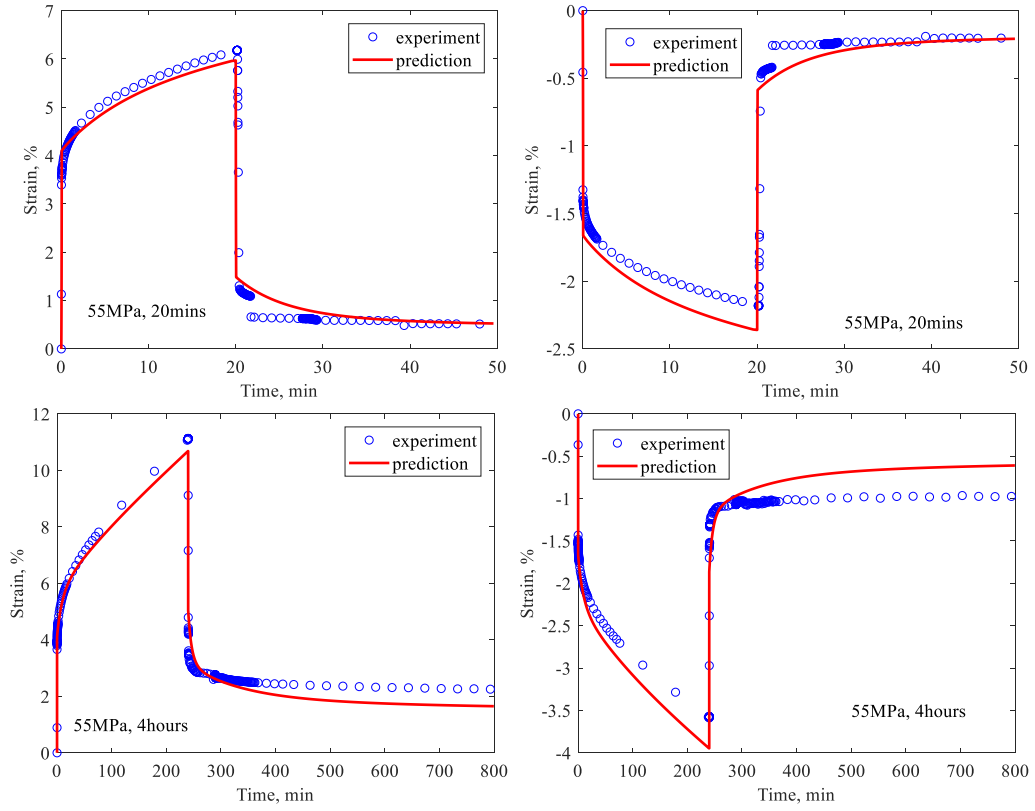 7
6
5
4
3
2
1
0
Strain, %
experiment
prediction
55MPa, 20mins
0 10 20 30 40 50
Time, min
0
-0.5
-1
-1.5
-2
-2.5
Strain, %
experiment
prediction
55MPa, 20mins
0 10 20 30 40 50
Time, min
12
10
8
6
4
2
0
Strain, %
experiment
prediction
55MPa, 4hours
0 100 200 300 400 500 600 700 800
Time, min
0
-0.5
-1
-1.5
-2
-2.5
-3
-3.5
-4
Strain, %
experiment
prediction
55MPa, 4hours
0 100 200 300 400 500 600 700 800
Time, min